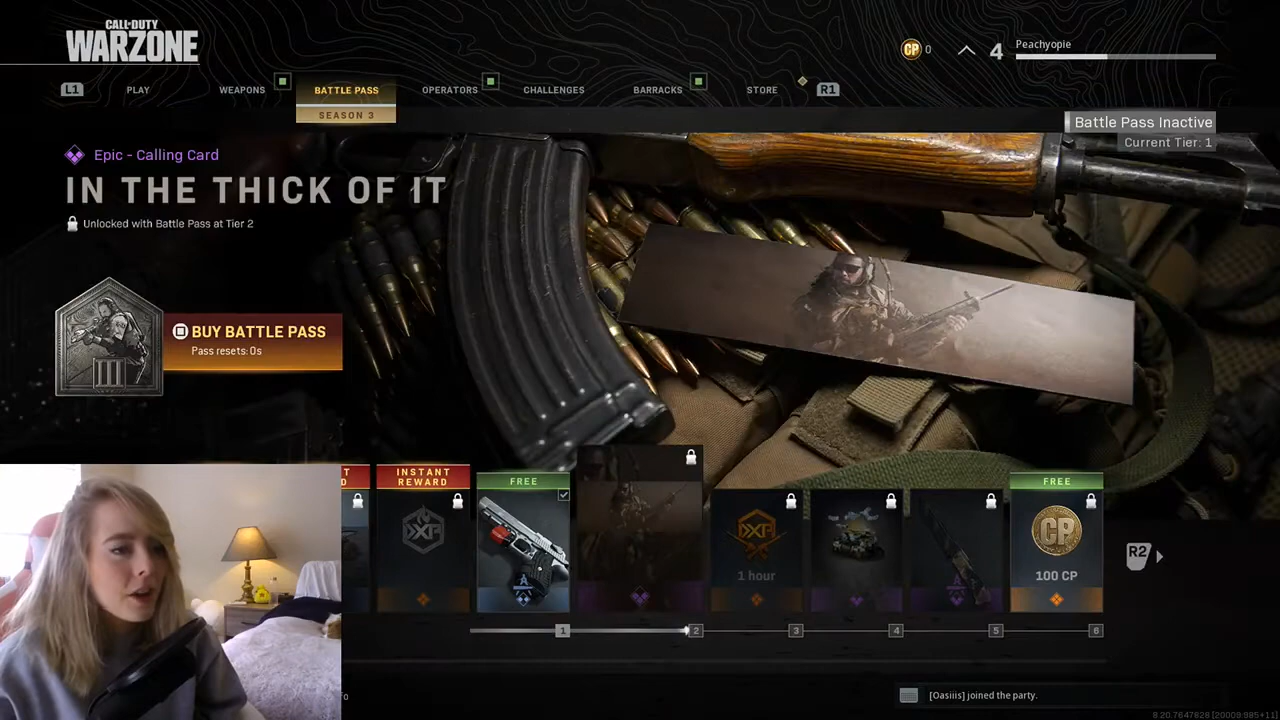 CALL OF DUTY
WARZONE
CP 0
4
Peachyopie
L1
PLAY
WEAPONS
BATTLE PASS
OPERATORS
CHALLENGES
BARRACKS
STORE
R1
SEASON 3
Battle Pass Inactive
Current Tier: 1
Epic - Calling Card
IN THE THICK OF IT
Unlocked with Battle Pass at Tier 2
III
BUY BATTLE PASS
Pass resets: 0s
INSTANT
REWARD
FREE
FREE
DXP
DXP
1 hour
CP
100 CP
R2
1
2
3
4
5
6
[Oasiiis] joined the party.